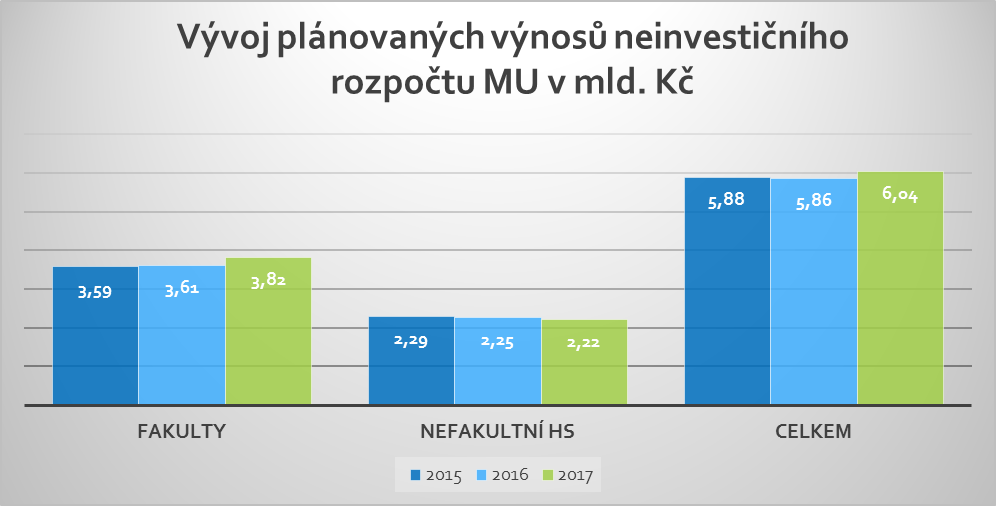 Vývoj plánovaných výnosů neinvestičního
rozpočtu MU v mld. Kč
3,59
3,61
3,82
2,29
2,25
2,22
5,88
5,86
6,04
FAKULTY
NEFAKULTNÍ HS
CELKEM
2015
2016
2017